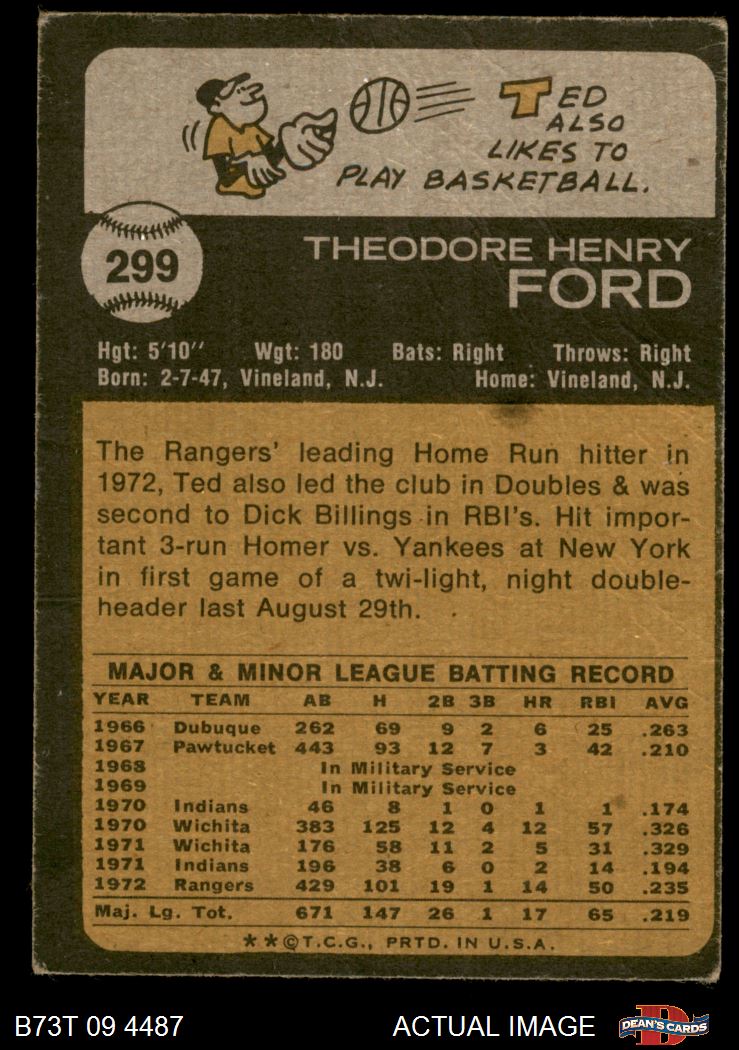 TED
ALSO
LIKES TO
PLAY BASKETBALL.
299
THEODORE HENRY
FORD
Hgt: 5'10" Wgt: 180 Bats: Right Throws: Right
Born: 2-7-47, Vineland, N.J. Home: Vineland, N.J.
The Rangers' leading Home Run hitter in
1972, Ted also led the club in Doubles & was
second to Dick Billings in RBI's. Hit impor-
tant 3-run Homer vs. Yankees at New York
in first game of a twi-light, night double-
header last August 29th.
MAJOR & MINOR LEAGUE BATTING RECORD
YEAR TEAM AB H 2B 3B HR RBI AVG
1966 Dubuque 262 69 9 2 6 25 .263
1967 Pawtucket 443 93 12 7 3 42 .210
1968 In Military Service
1969 In Military Service
1970 Indians 46 8 1 0 1 1 .174
1970 Wichita 383 125 12 4 12 57 .326
1971 Wichita 176 58 11 2 5 31 .329
1971 Indians 196 38 6 0 2 14 .194
1972 Rangers 429 101 19 1 14 50 .235
Maj. Lg. Tot. 671 147 26 1 17 65 .219
**©T.C.G., PRTD. IN U.S.A.
B73T 09 4487 ACTUAL IMAGE D DEAN'S CARDS